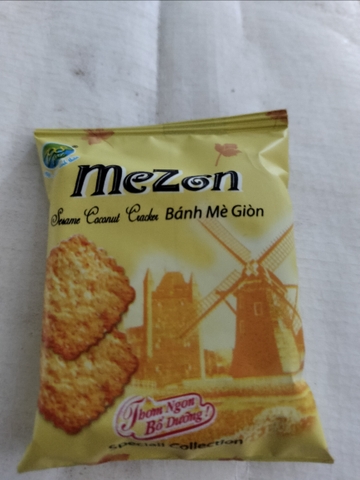 MeZon
Sesame Coconut Cracker Bánh Mè Giòn
Thơm Ngon
Bổ Dưỡng!
Special Collection